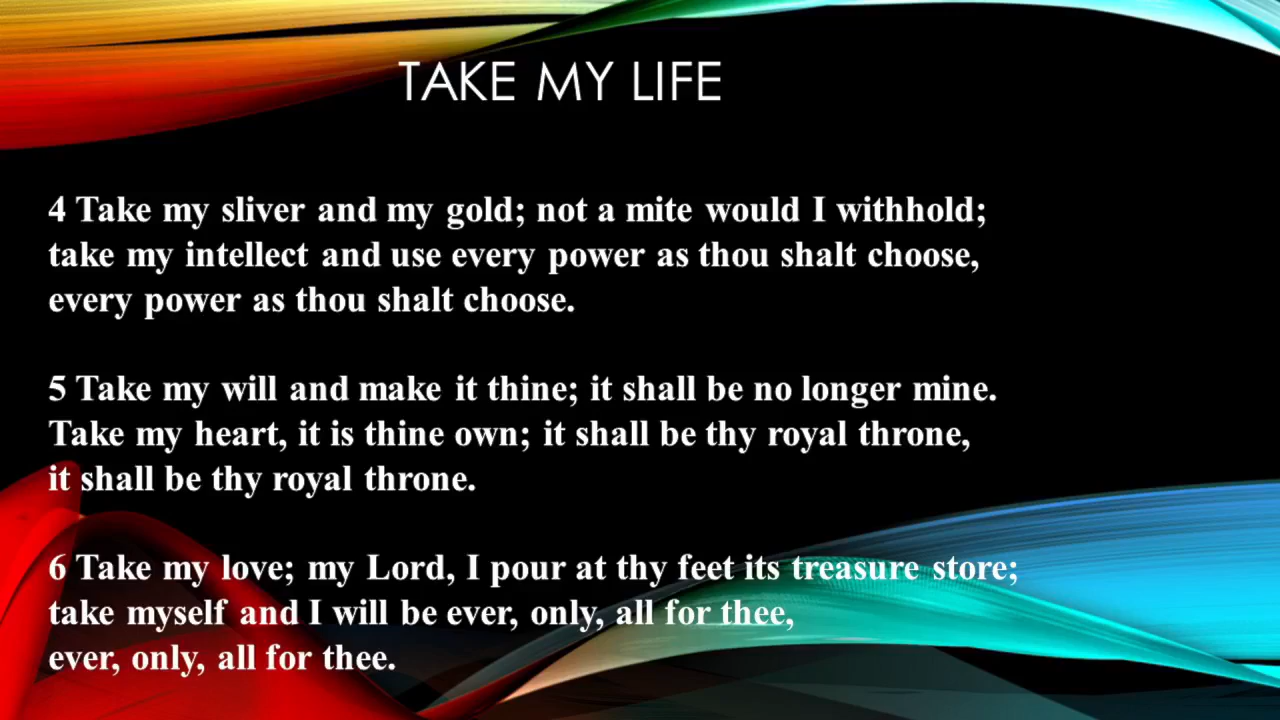 TAKE MY LIFE
4 Take my sliver and my gold; not a mite would I withhold;
take my intellect and use every power as thou shalt choose,
every power as thou shalt choose.
5 Take my will and make it thine; it shall be no longer mine.
Take my heart, it is thine own; it shall be thy royal throne,
it shall be thy royal throne.
6 Take my love; my Lord, I pour at thy feet its treasure store;
take myself and I will be ever, only, all for thee,
ever, only, all for thee.